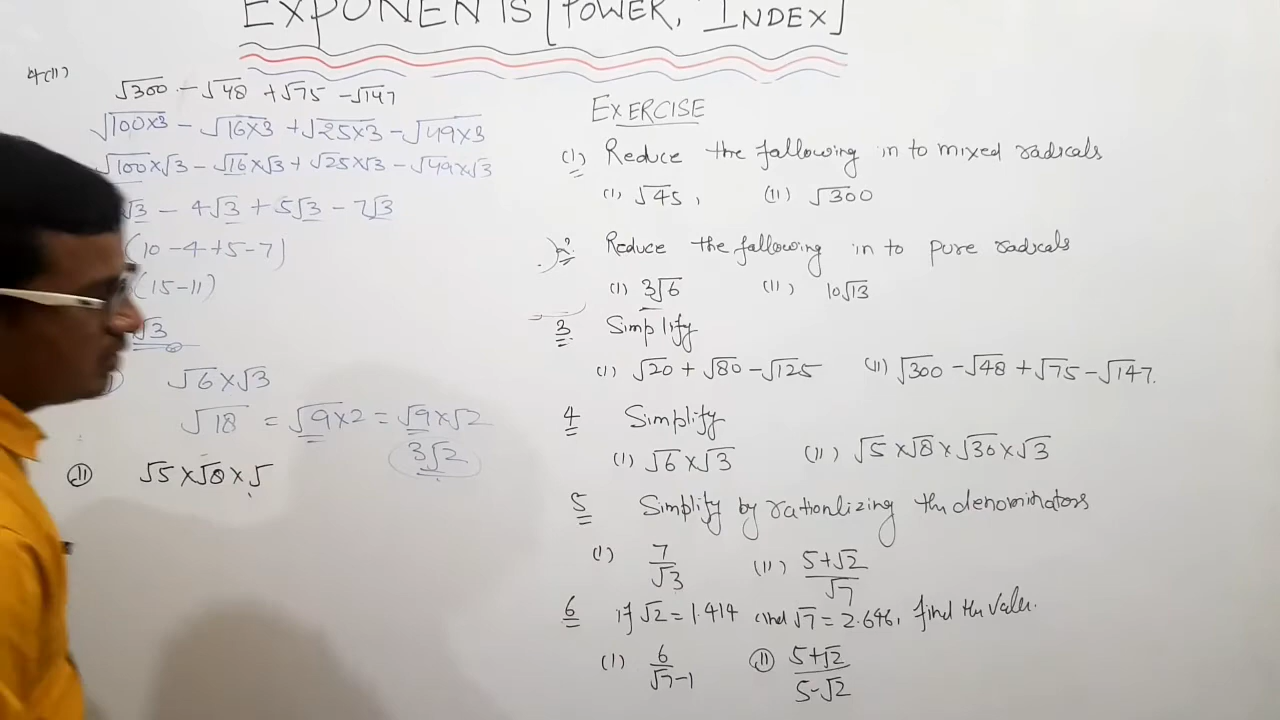 EXPONENTS [POWER, INDEX]
4(II)
√300 - √48 + √75 - √147
√100×3 - √16×3 + √25×3 - √49×3
√100×√3 - √16×√3 + √25×√3 - √49×√3
√3 - 4√3 + 5√3 - 7√3
(10-4+5-7)
(15-11)
√3
√6×√3
√18 = √9×2 = √9×√2
3√2
(II) √5×√8×√
EXERCISE
(1) Reduce the fallowing in to mixed radicals
(I) √45, (II) √300
2 Reduce the fallowing in to pure radicals
(I) 3√6 (II) 10√13
3 Simplify
(I) √20 + √80 - √125 (II) √300 - √48 + √75 - √147.
4 Simplify
(I) √6×√3 (II) √5×√8×√30×√3
5 Simplify by rationlizing the denominators
(I) 7/√3 (II) 5+√2/√7
6 if √2 = 1.414 and √7 = 2.646, find the Value.
(I) 6/√7-1 (II) 5+√2/5-√2